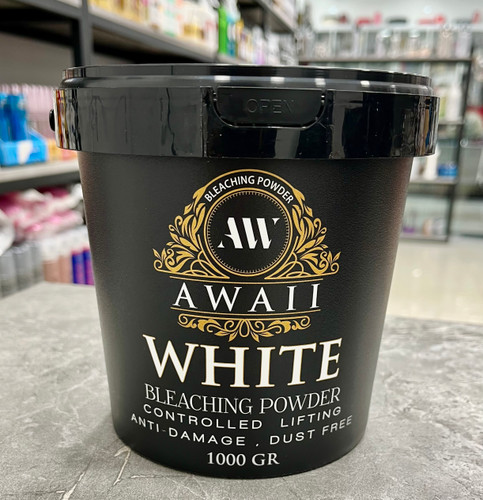 OPEN
BLEACHING POWDER
AW
AWAII
WHITE
BLEACHING POWDER
CONTROLLED LIFTING
ANTI-DAMAGE , DUST FREE
1000 GR